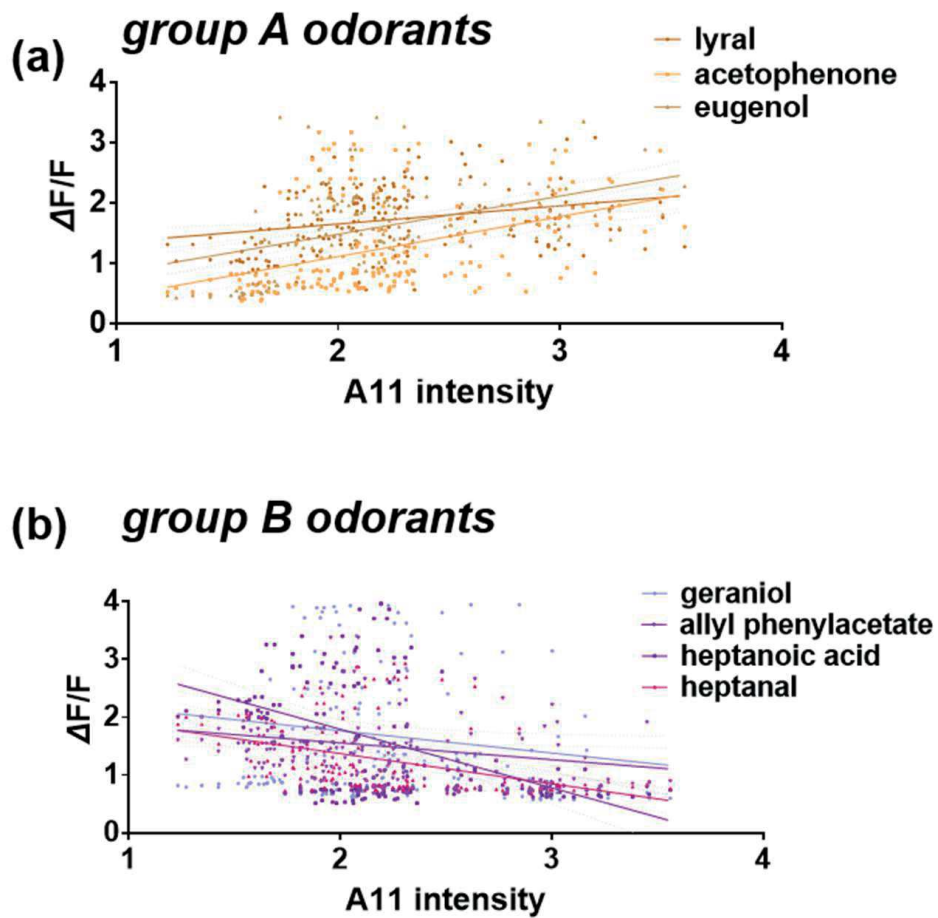 (a) group A odorants
lyral
acetophenone
eugenol
4
3
2
1
0
ΔF/F
1 2 3 4
A11 intensity
(b) group B odorants
geraniol
allyl phenylacetate
heptanoic acid
heptanal
4
3
2
1
0
ΔF/F
1 2 3 4
A11 intensity